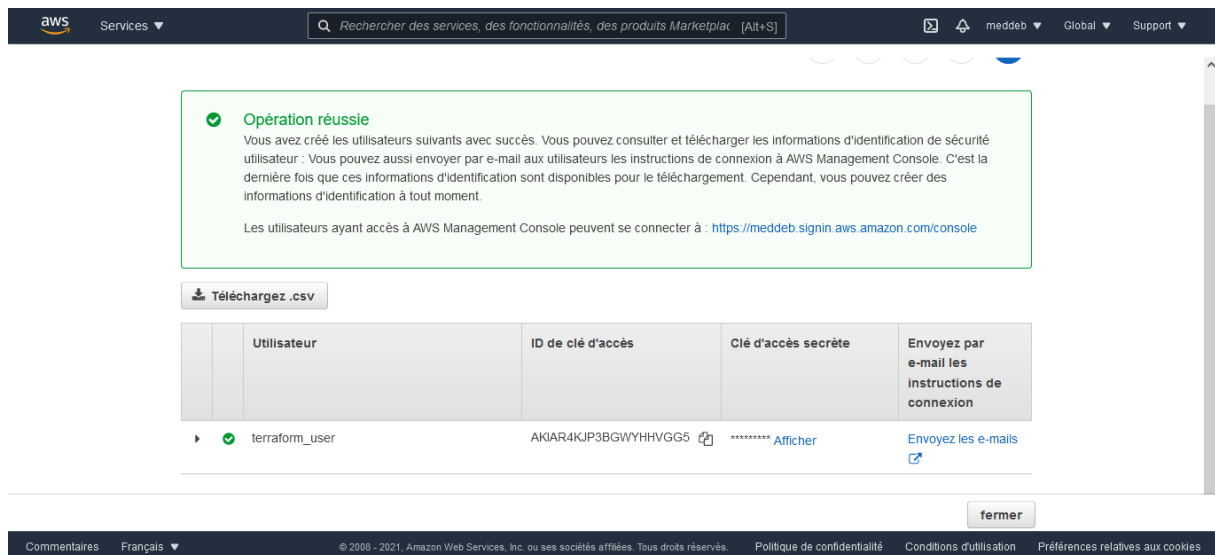 aws Services ▼ Rechercher des services, des fonctionnalités, des produits Marketplac [Alt+S] meddeb ▼ Global ▼ Support ▼
Opération réussie
Vous avez créé les utilisateurs suivants avec succès. Vous pouvez consulter et télécharger les informations d'identification de sécurité
utilisateur : Vous pouvez aussi envoyer par e-mail aux utilisateurs les instructions de connexion à AWS Management Console. C'est la
dernière fois que ces informations d'identification sont disponibles pour le téléchargement. Cependant, vous pouvez créer des
informations d'identification à tout moment.
Les utilisateurs ayant accès à AWS Management Console peuvent se connecter à : https://meddeb.signin.aws.amazon.com/console
Téléchargez .csv
Utilisateur ID de clé d'accès Clé d'accès secrète Envoyez par
e-mail les
instructions de
connexion
terraform_user AKIAR4KJP3BGWYHHVGG5 ********* Afficher Envoyez les e-mails
fermer
Commentaires Français ▼ © 2008 - 2021, Amazon Web Services, Inc. ou ses sociétés affiliées. Tous droits réservés. Politique de confidentialité Conditions d'utilisation Préférences relatives aux cookies